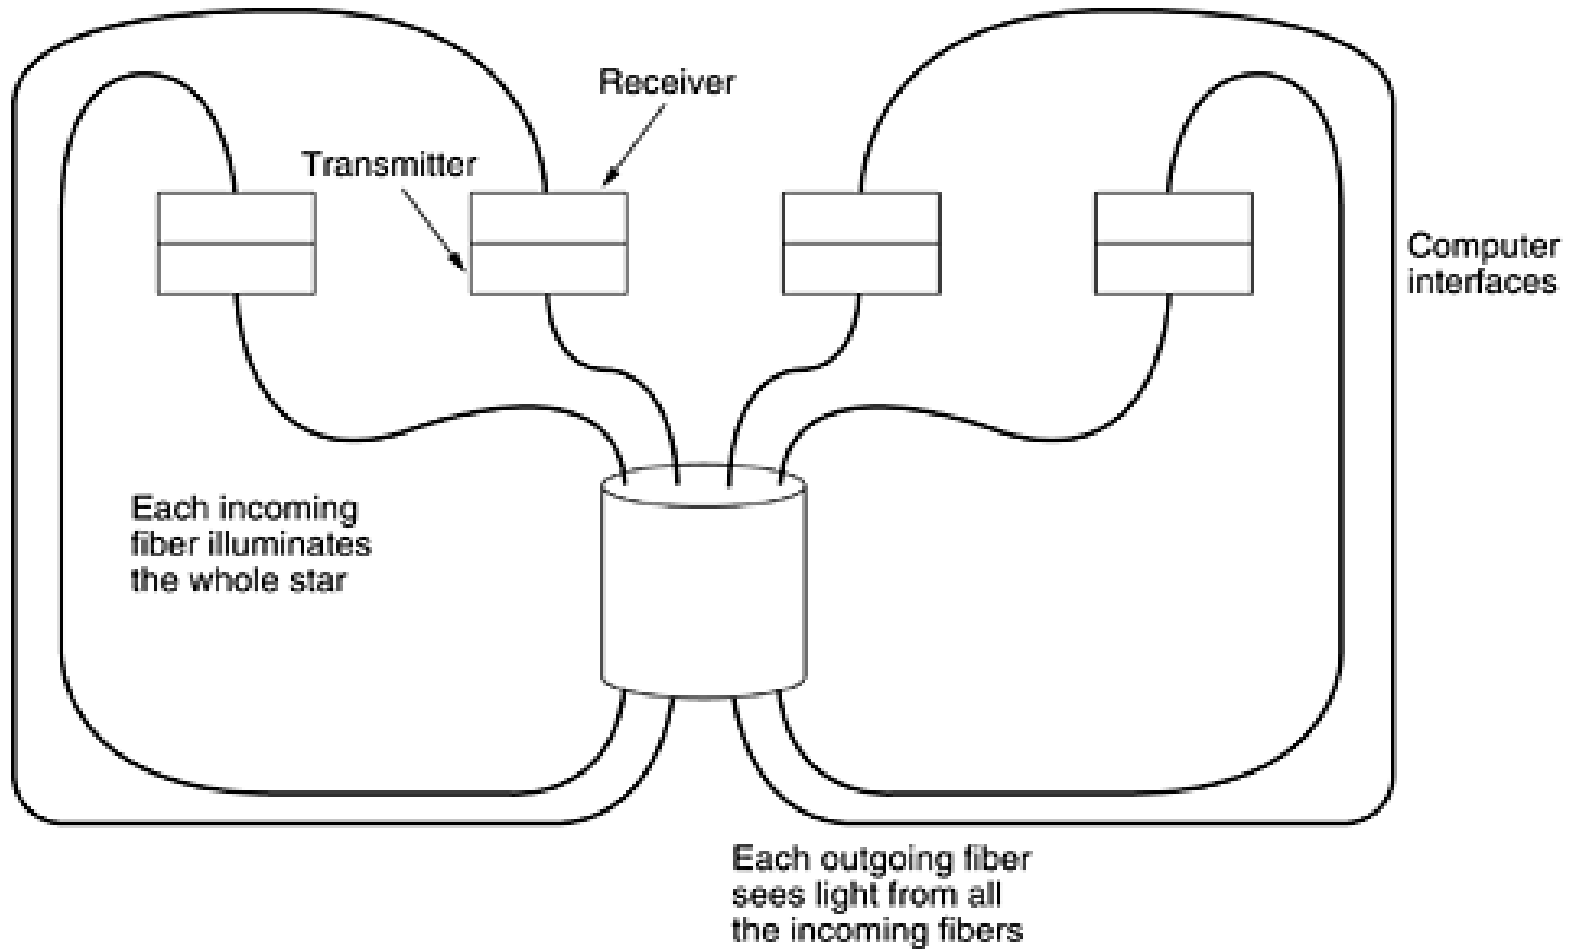 Receiver
Transmitter
Computer
interfaces
Each incoming
fiber illuminates
the whole star
Each outgoing fiber
sees light from all
the incoming fibers